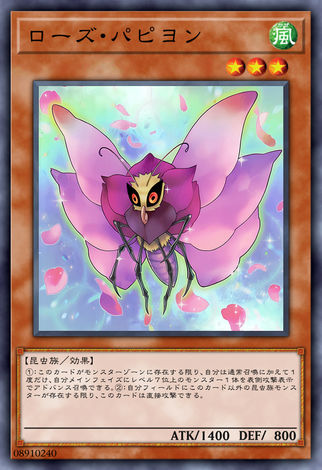 ローズ・パピヨン
風
【昆虫族／効果】
①:このカードがモンスターゾーンに存在する限り、自分は通常召喚に加えて１
度だけ、自分メインフェイズにレベル７以上のモンスター１体を表側攻撃表示
でアドバンス召喚できる。②:自分フィールドにこのカード以外の昆虫族モン
スターが存在する限り、このカードは直接攻撃できる。
ATK/1400 DEF/ 800
08910240